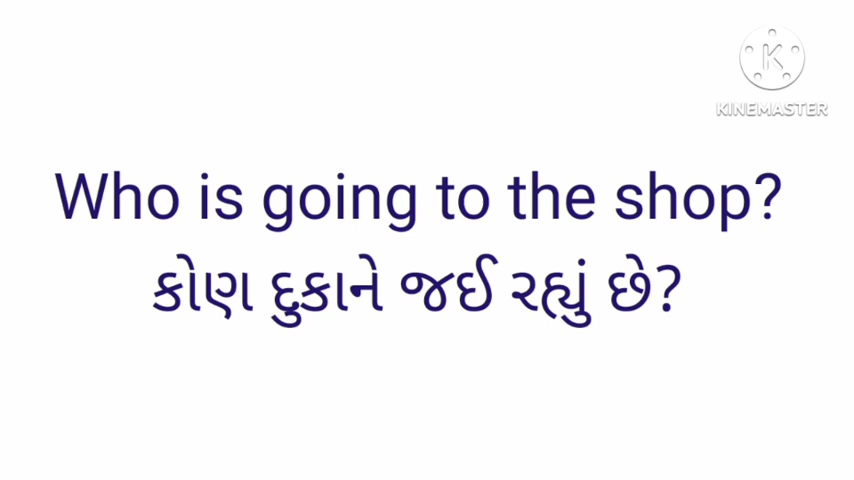 KINEMASTER
Who is going to the shop?
કોણ દુકાને જઈ રહ્યું છે?